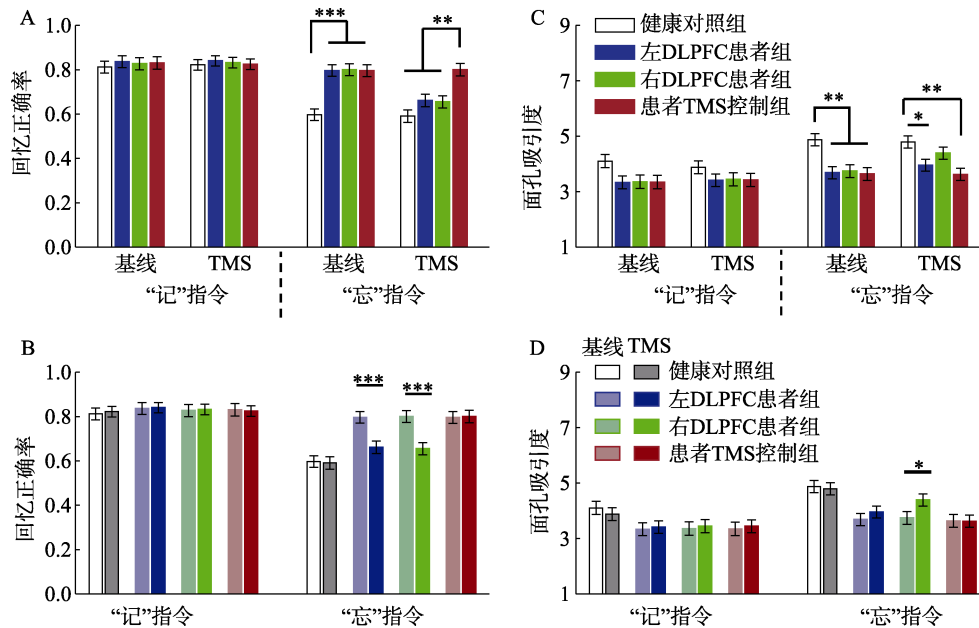 A
回忆正确率
1.0
0.8
0.6
0.4
0.2
0.0
***
**
基线
TMS
基线
TMS
“记”指令
“忘”指令
C
面孔吸引度
9
7
5
3
1
健康对照组
左DLPFC患者组
右DLPFC患者组
患者TMS控制组
**
**
*
基线
TMS
基线
TMS
“记”指令
“忘”指令
B
回忆正确率
1.0
0.8
0.6
0.4
0.2
0.0
***
***
“记”指令
“忘”指令
D
面孔吸引度
9
7
5
3
1
基线 TMS
健康对照组
左DLPFC患者组
右DLPFC患者组
患者TMS控制组
*
“记”指令
“忘”指令